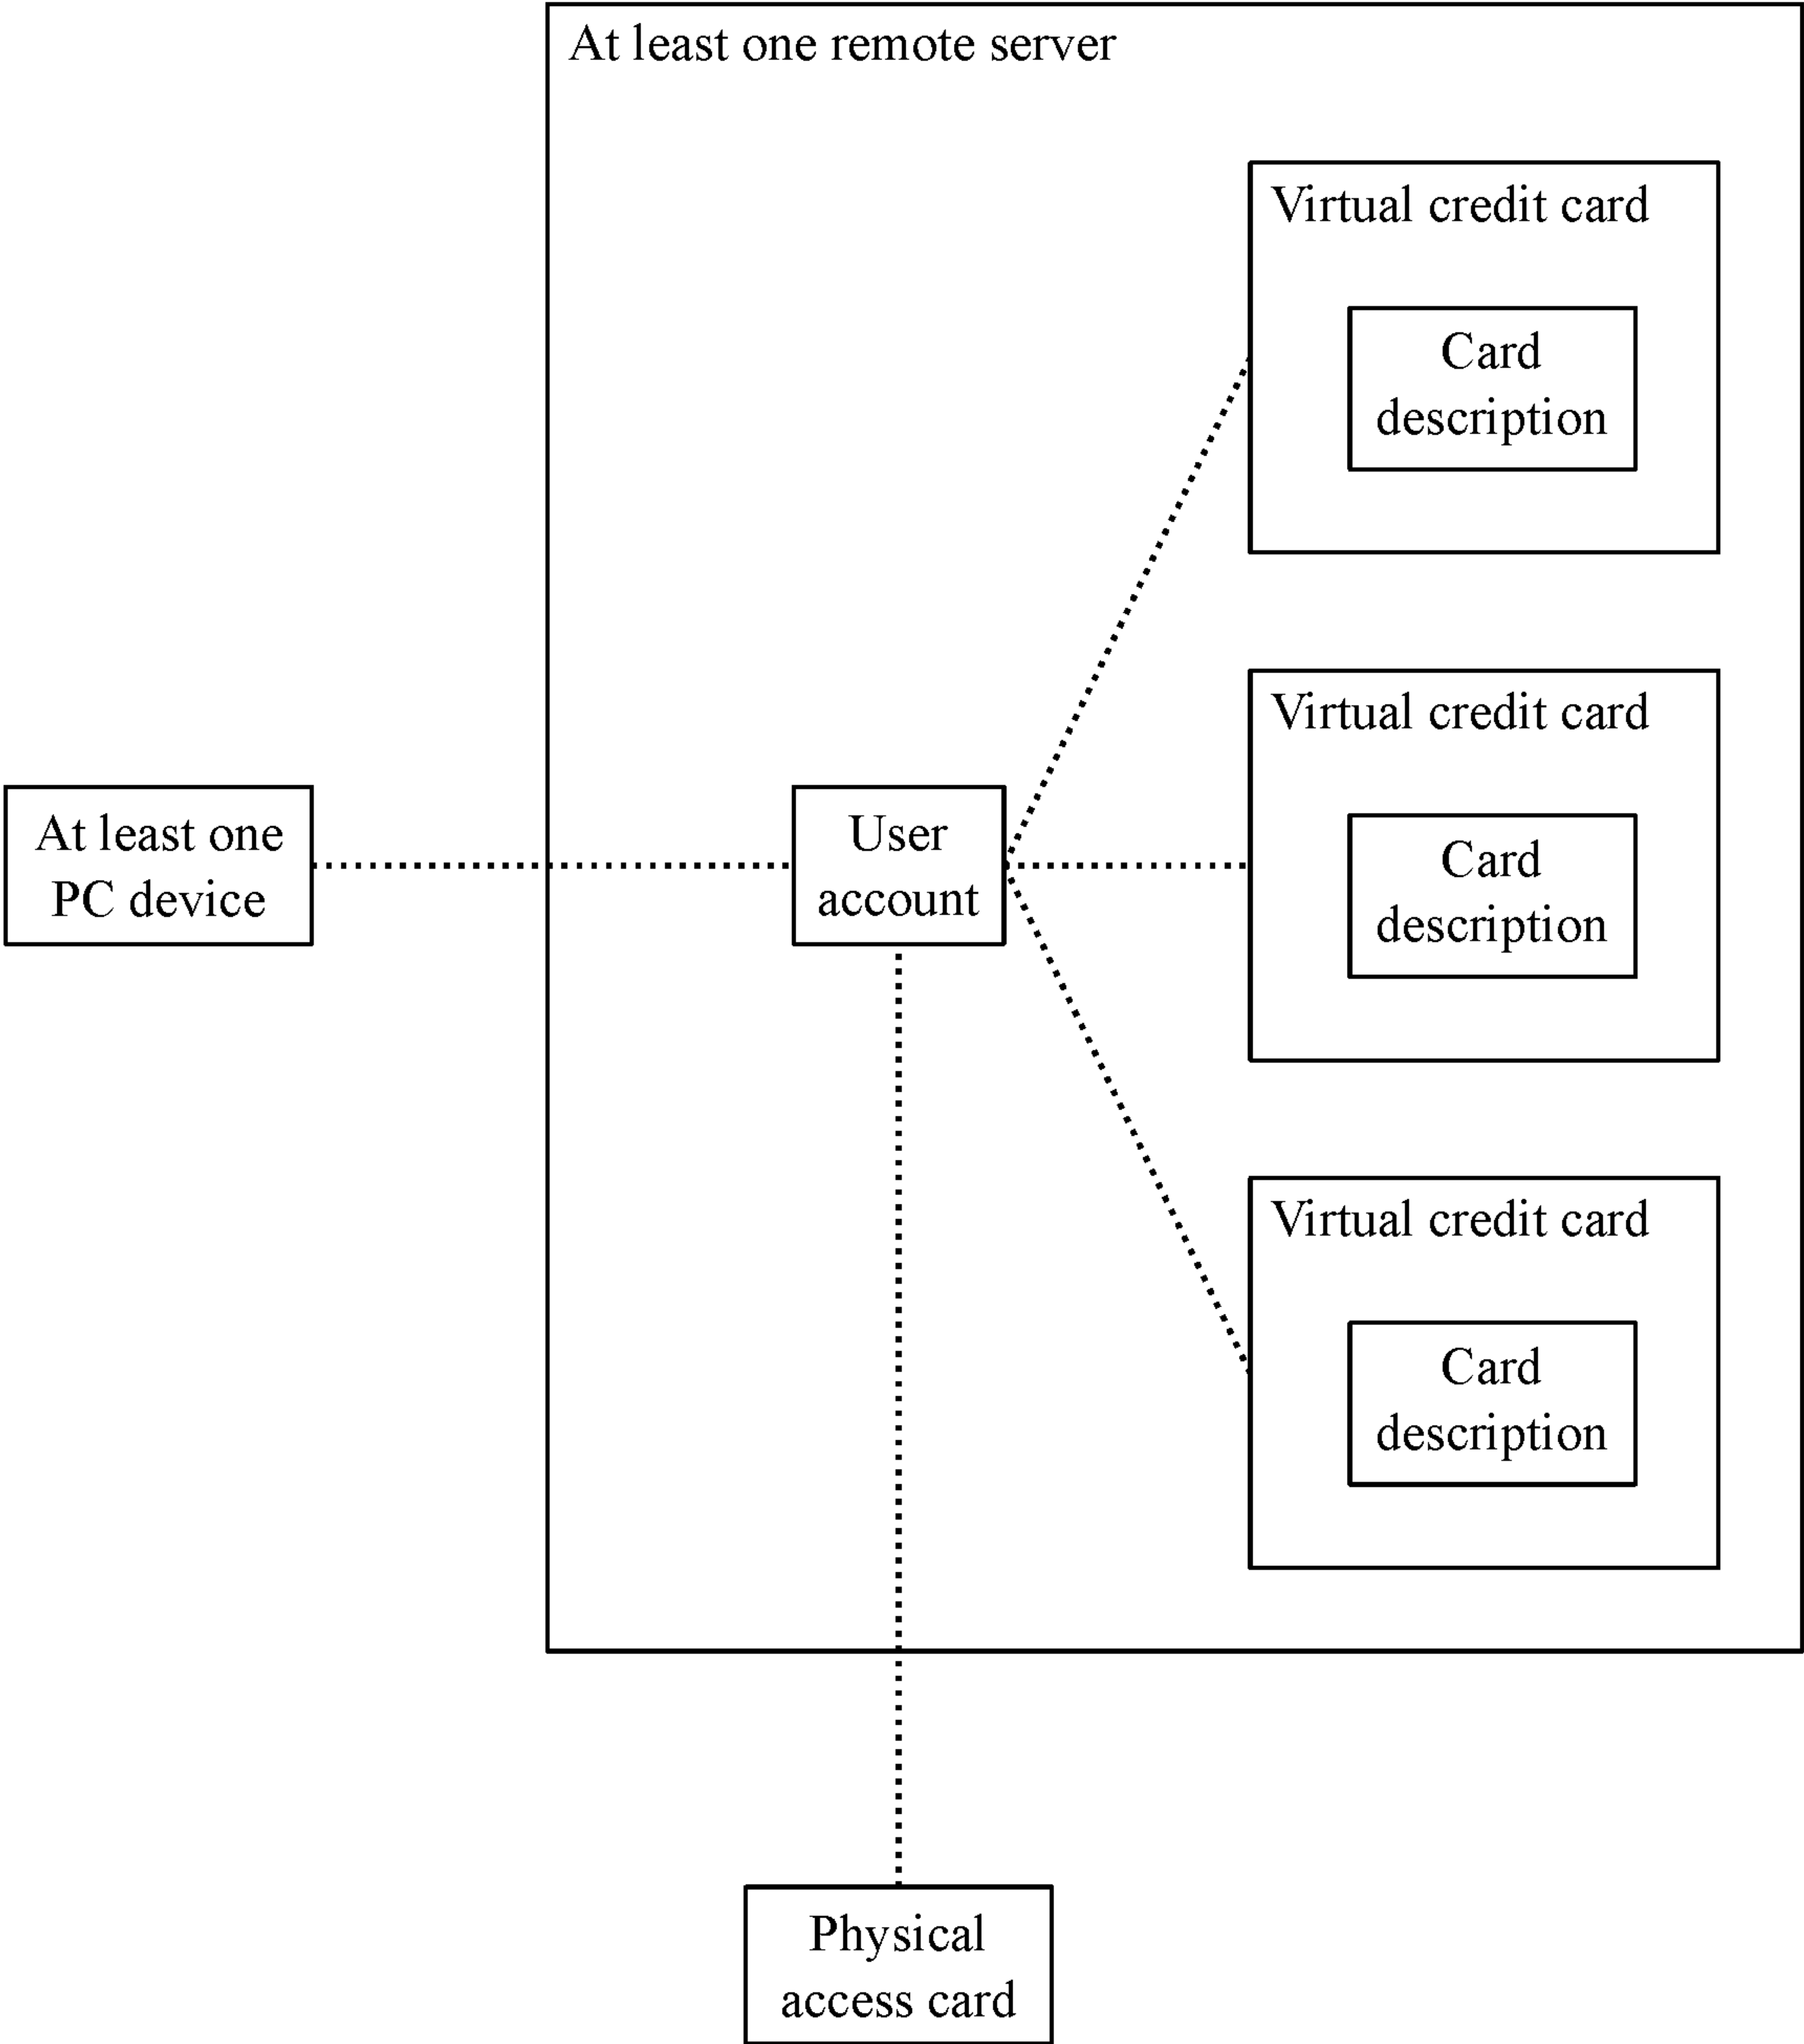 At least one remote server
Virtual credit card
Card
description
Virtual credit card
At least one
PC device
User
account
Card
description
Virtual credit card
Card
description
Physical
access card